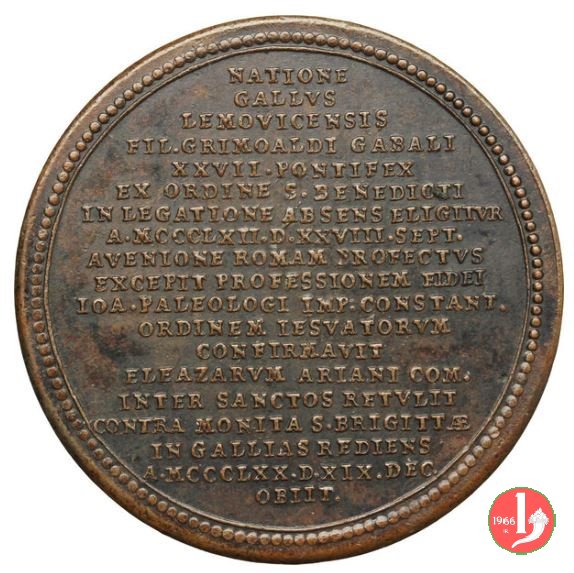 NATIONE
GALLVS
LEMOVICENSIS
FIL·GRIMOALDI GABALI
XXVII·PONTIFEX
EX ORDINE S·BENEDICTI
IN LEGATIONE ABSENS ELIGITVR
A·MCCCLXII·D·XXVIII·SEPT.
AVENIONE ROMAM PROFECTVS
EXCEPIT PROFESSIONEM FIDEI
IOA·PALEOLOGI IMP·CONSTANT.
ORDINEM IESVATORVM
CONFIRMAVIT
ELEAZARVM ARIANI COM.
INTER SANCTOS RETVLIT
CONTRA MONITA S·BRIGITTÆ
IN GALLIAS REDIENS
A·MCCCLXX·D·XIX·DEC.
OBIIT.
1966